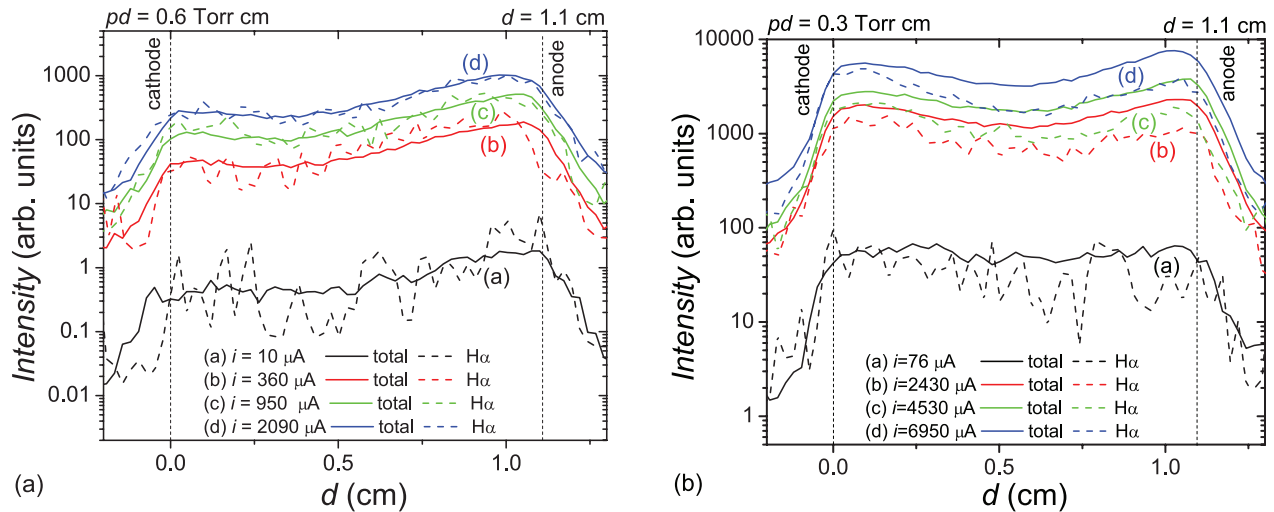 pd = 0.6 Torr cm d = 1.1 cm
cathode
anode
Intensity (arb. units)
1000
100
10
1
0.1
0.01
(d)
(c)
(b)
(a)
(a) i = 10 μA total Hα
(b) i = 360 μA total Hα
(c) i = 950 μA total Hα
(d) i = 2090 μA total Hα
0.0 0.5 1.0
d (cm)
(a)
pd = 0.3 Torr cm d = 1.1 cm
cathode
anode
Intensity (arb. units)
10000
1000
100
10
1
(d)
(c)
(b)
(a)
(a) i=76 μA total Hα
(b) i=2430 μA total Hα
(c) i=4530 μA total Hα
(d) i=6950 μA total Hα
0.0 0.5 1.0
d (cm)
(b)